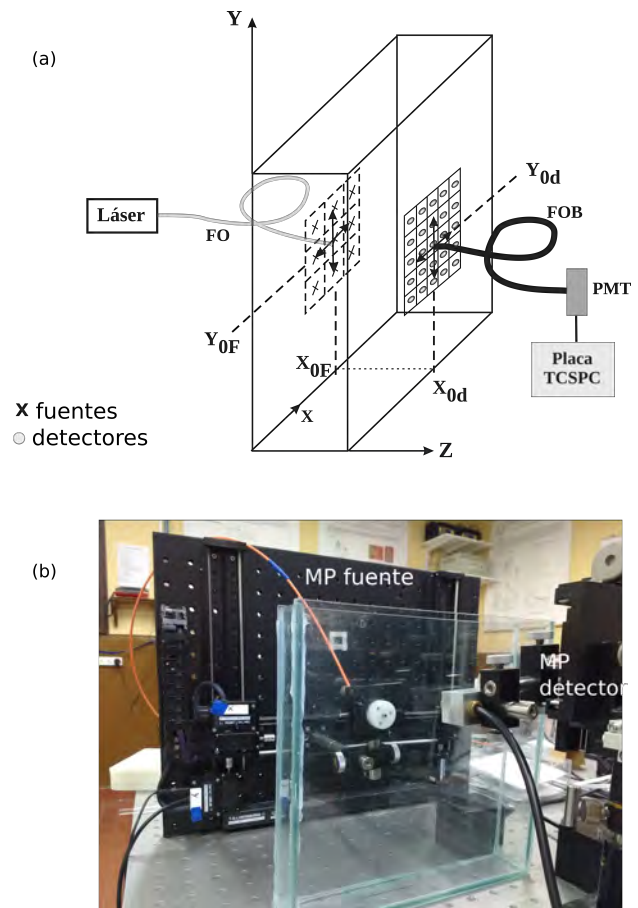 (a)
Y
Láser
FO
Y0d
FOB
PMT
Placa
TCSPC
Y0F
X0F
X0d
X
Z
X fuentes
detectores
(b)
MP fuente
MP
detector